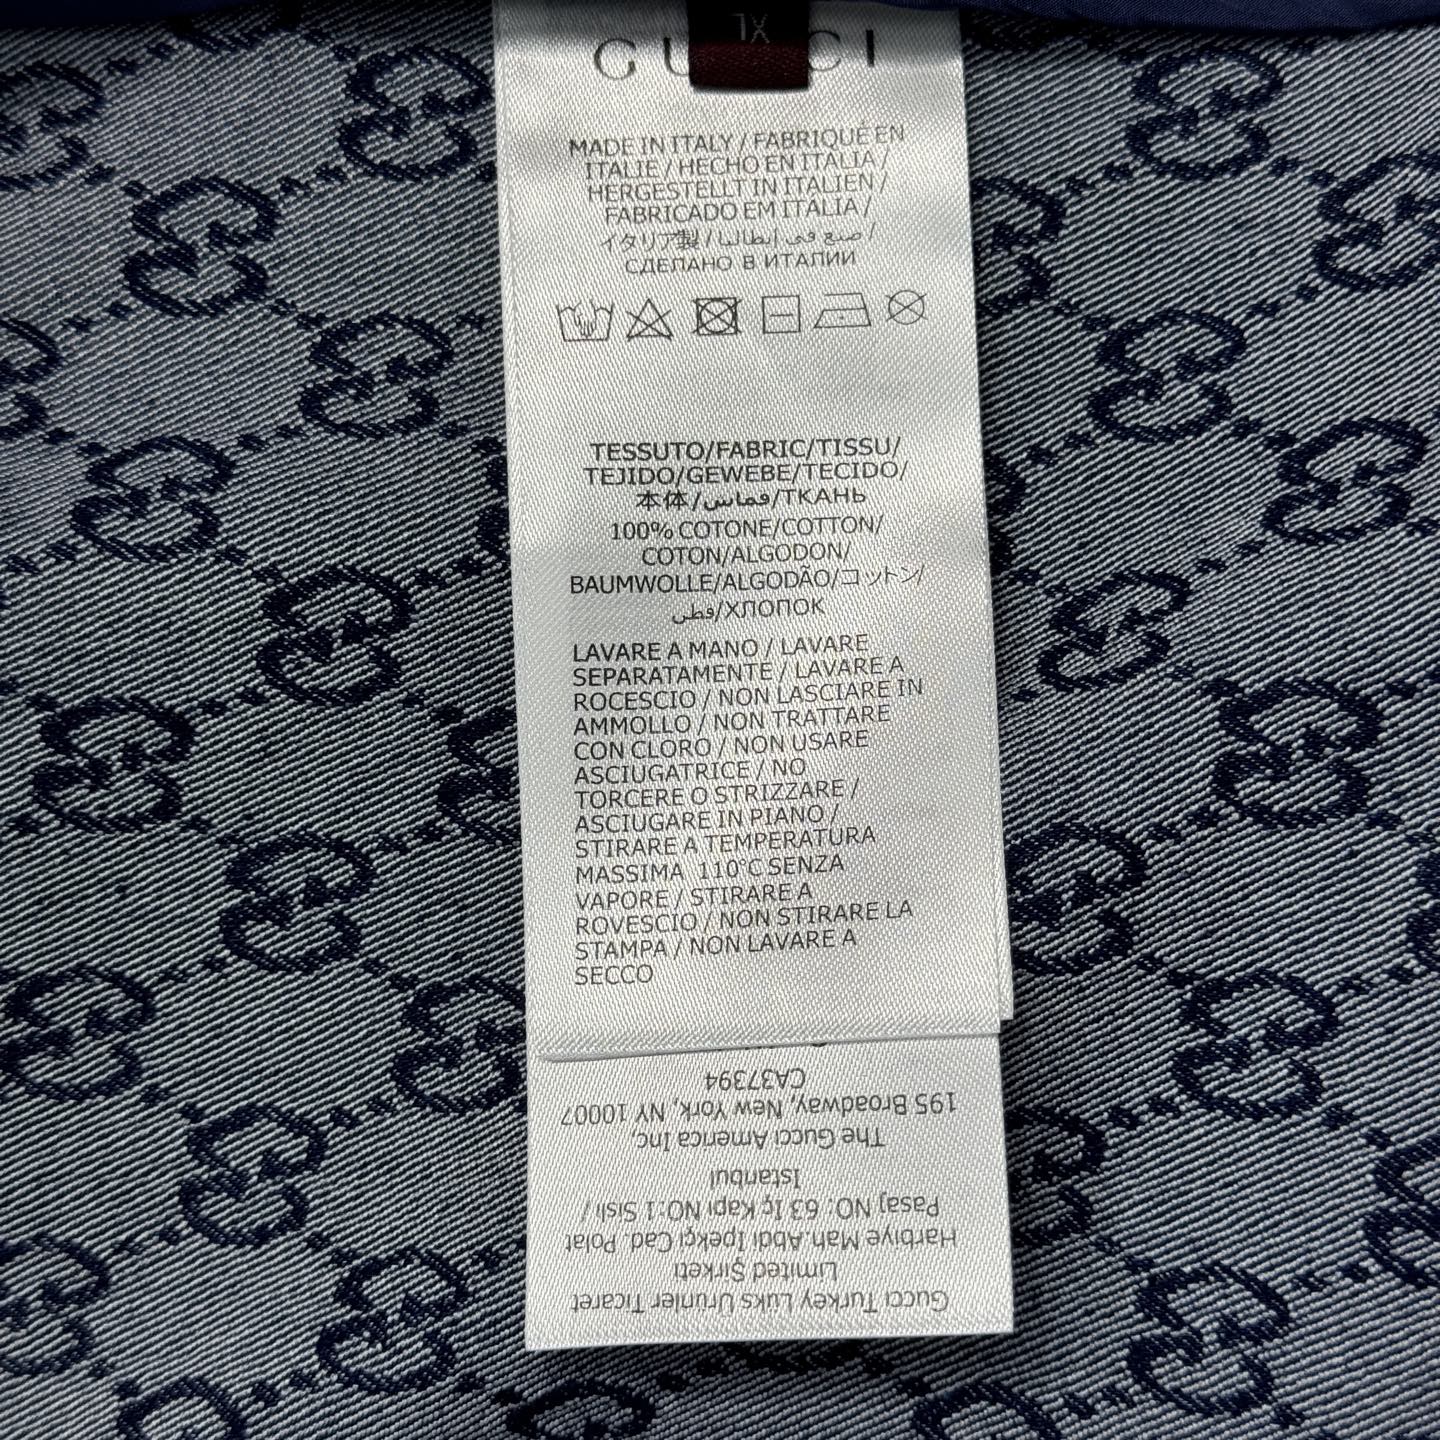 XL
GUCCI
MADE IN ITALY / FABRIQUÉ EN
ITALIE / HECHO EN ITALIA /
HERGESTELLT IN ITALIEN /
FABRICADO EM ITALIA /
イタリア製 / صنع في إيطاليا /
СДЕЛАНО В ИТАЛИИ
TESSUTO/FABRIC/TISSU/
TEJIDO/GEWEBE/TECIDO/
本体/قماش/ТКАНЬ
100% COTONE/COTTON/
COTON/ALGODON/
BAUMWOLLE/ALGODÃO/コットン/
قطن/ХЛОПОК
LAVARE A MANO / LAVARE
SEPARATAMENTE / LAVARE A
ROCESCIO / NON LASCIARE IN
AMMOLLO / NON TRATTARE
CON CLORO / NON USARE
ASCIUGATRICE / NO
TORCERE O STRIZZARE /
ASCIUGARE IN PIANO /
STIRARE A TEMPERATURA
MASSIMA 110°C SENZA
VAPORE / STIRARE A
ROVESCIO / NON STIRARE LA
STAMPA / NON LAVARE A
SECCO
Gucci Turkey Luks Urunler Ticaret
Limited Şirketi
Harbiye Mah. Abdi Ipekçi Cad. Polat
Pasaj NO: 63 Iç Kapi NO:1 Sisli /
Istanbul
The Gucci America Inc,
195 Broadway, New York, NY 10007
CA37394